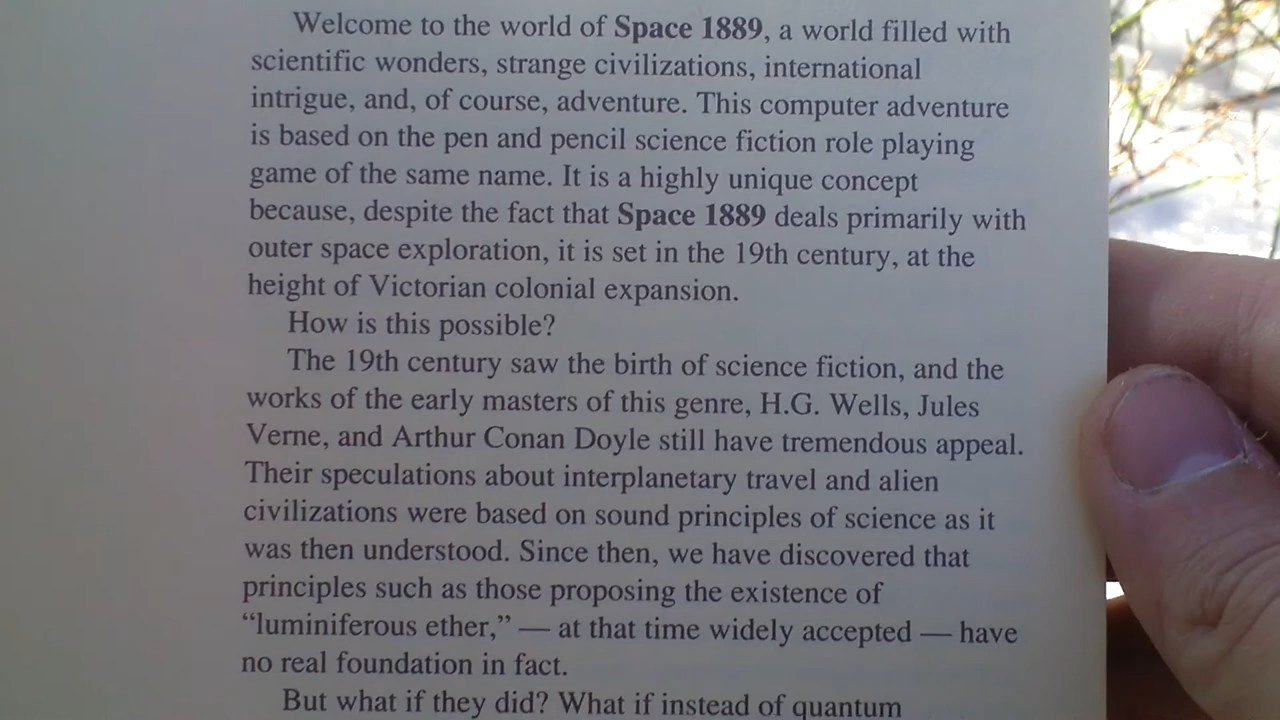 Welcome to the world of Space 1889, a world filled with
scientific wonders, strange civilizations, international
intrigue, and, of course, adventure. This computer adventure
is based on the pen and pencil science fiction role playing
game of the same name. It is a highly unique concept
because, despite the fact that Space 1889 deals primarily with
outer space exploration, it is set in the 19th century, at the
height of Victorian colonial expansion.
How is this possible?
The 19th century saw the birth of science fiction, and the
works of the early masters of this genre, H.G. Wells, Jules
Verne, and Arthur Conan Doyle still have tremendous appeal.
Their speculations about interplanetary travel and alien
civilizations were based on sound principles of science as it
was then understood. Since then, we have discovered that
principles such as those proposing the existence of
“luminiferous ether,” — at that time widely accepted — have
no real foundation in fact.
But what if they did? What if instead of quantum